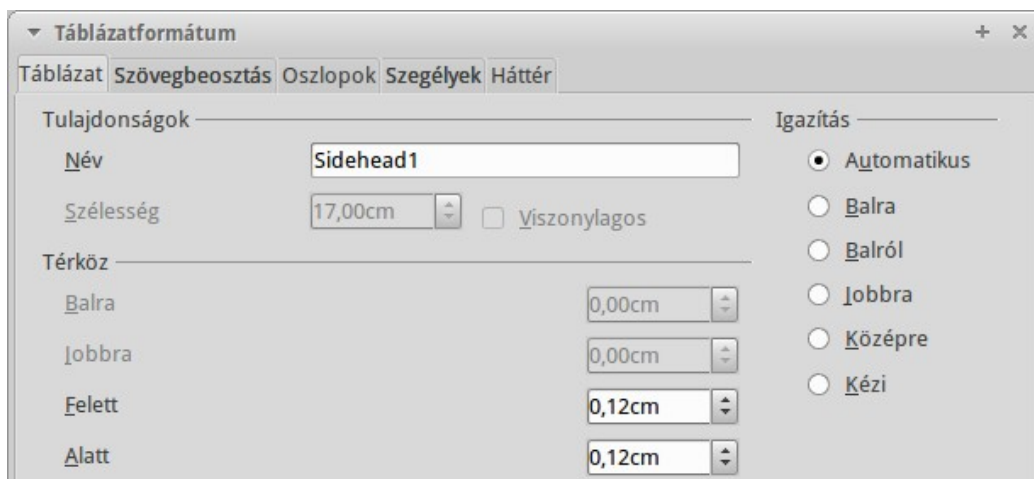 Táblázatformátum
Táblázat Szövegbeosztás Oszlopok Szegélyek Háttér
Tulajdonságok
Név Sidehead1
Szélesség 17,00cm Viszonylagos
Térköz
Balra 0,00cm
Jobbra 0,00cm
Felett 0,12cm
Alatt 0,12cm
Igazítás
Automatikus
Balra
Balról
Jobbra
Középre
Kézi